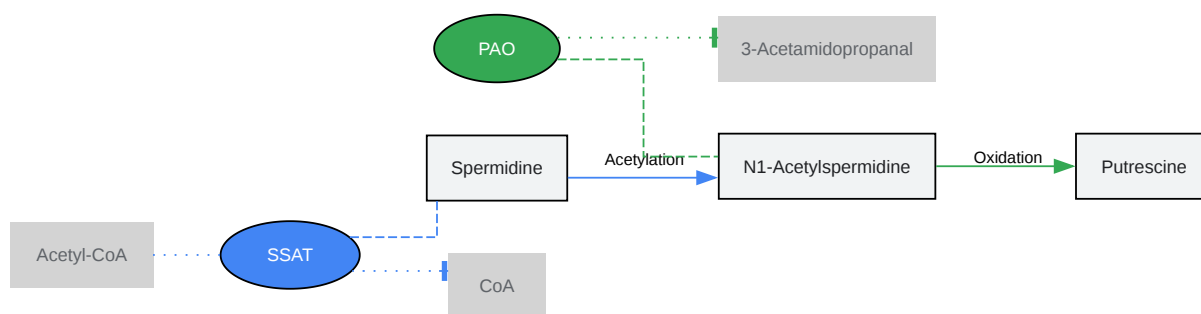 PAO
3-Acetamidopropanal
Spermidine
Acetylation
N1-Acetylspermidine
Oxidation
Putrescine
Acetyl-CoA
SSAT
CoA